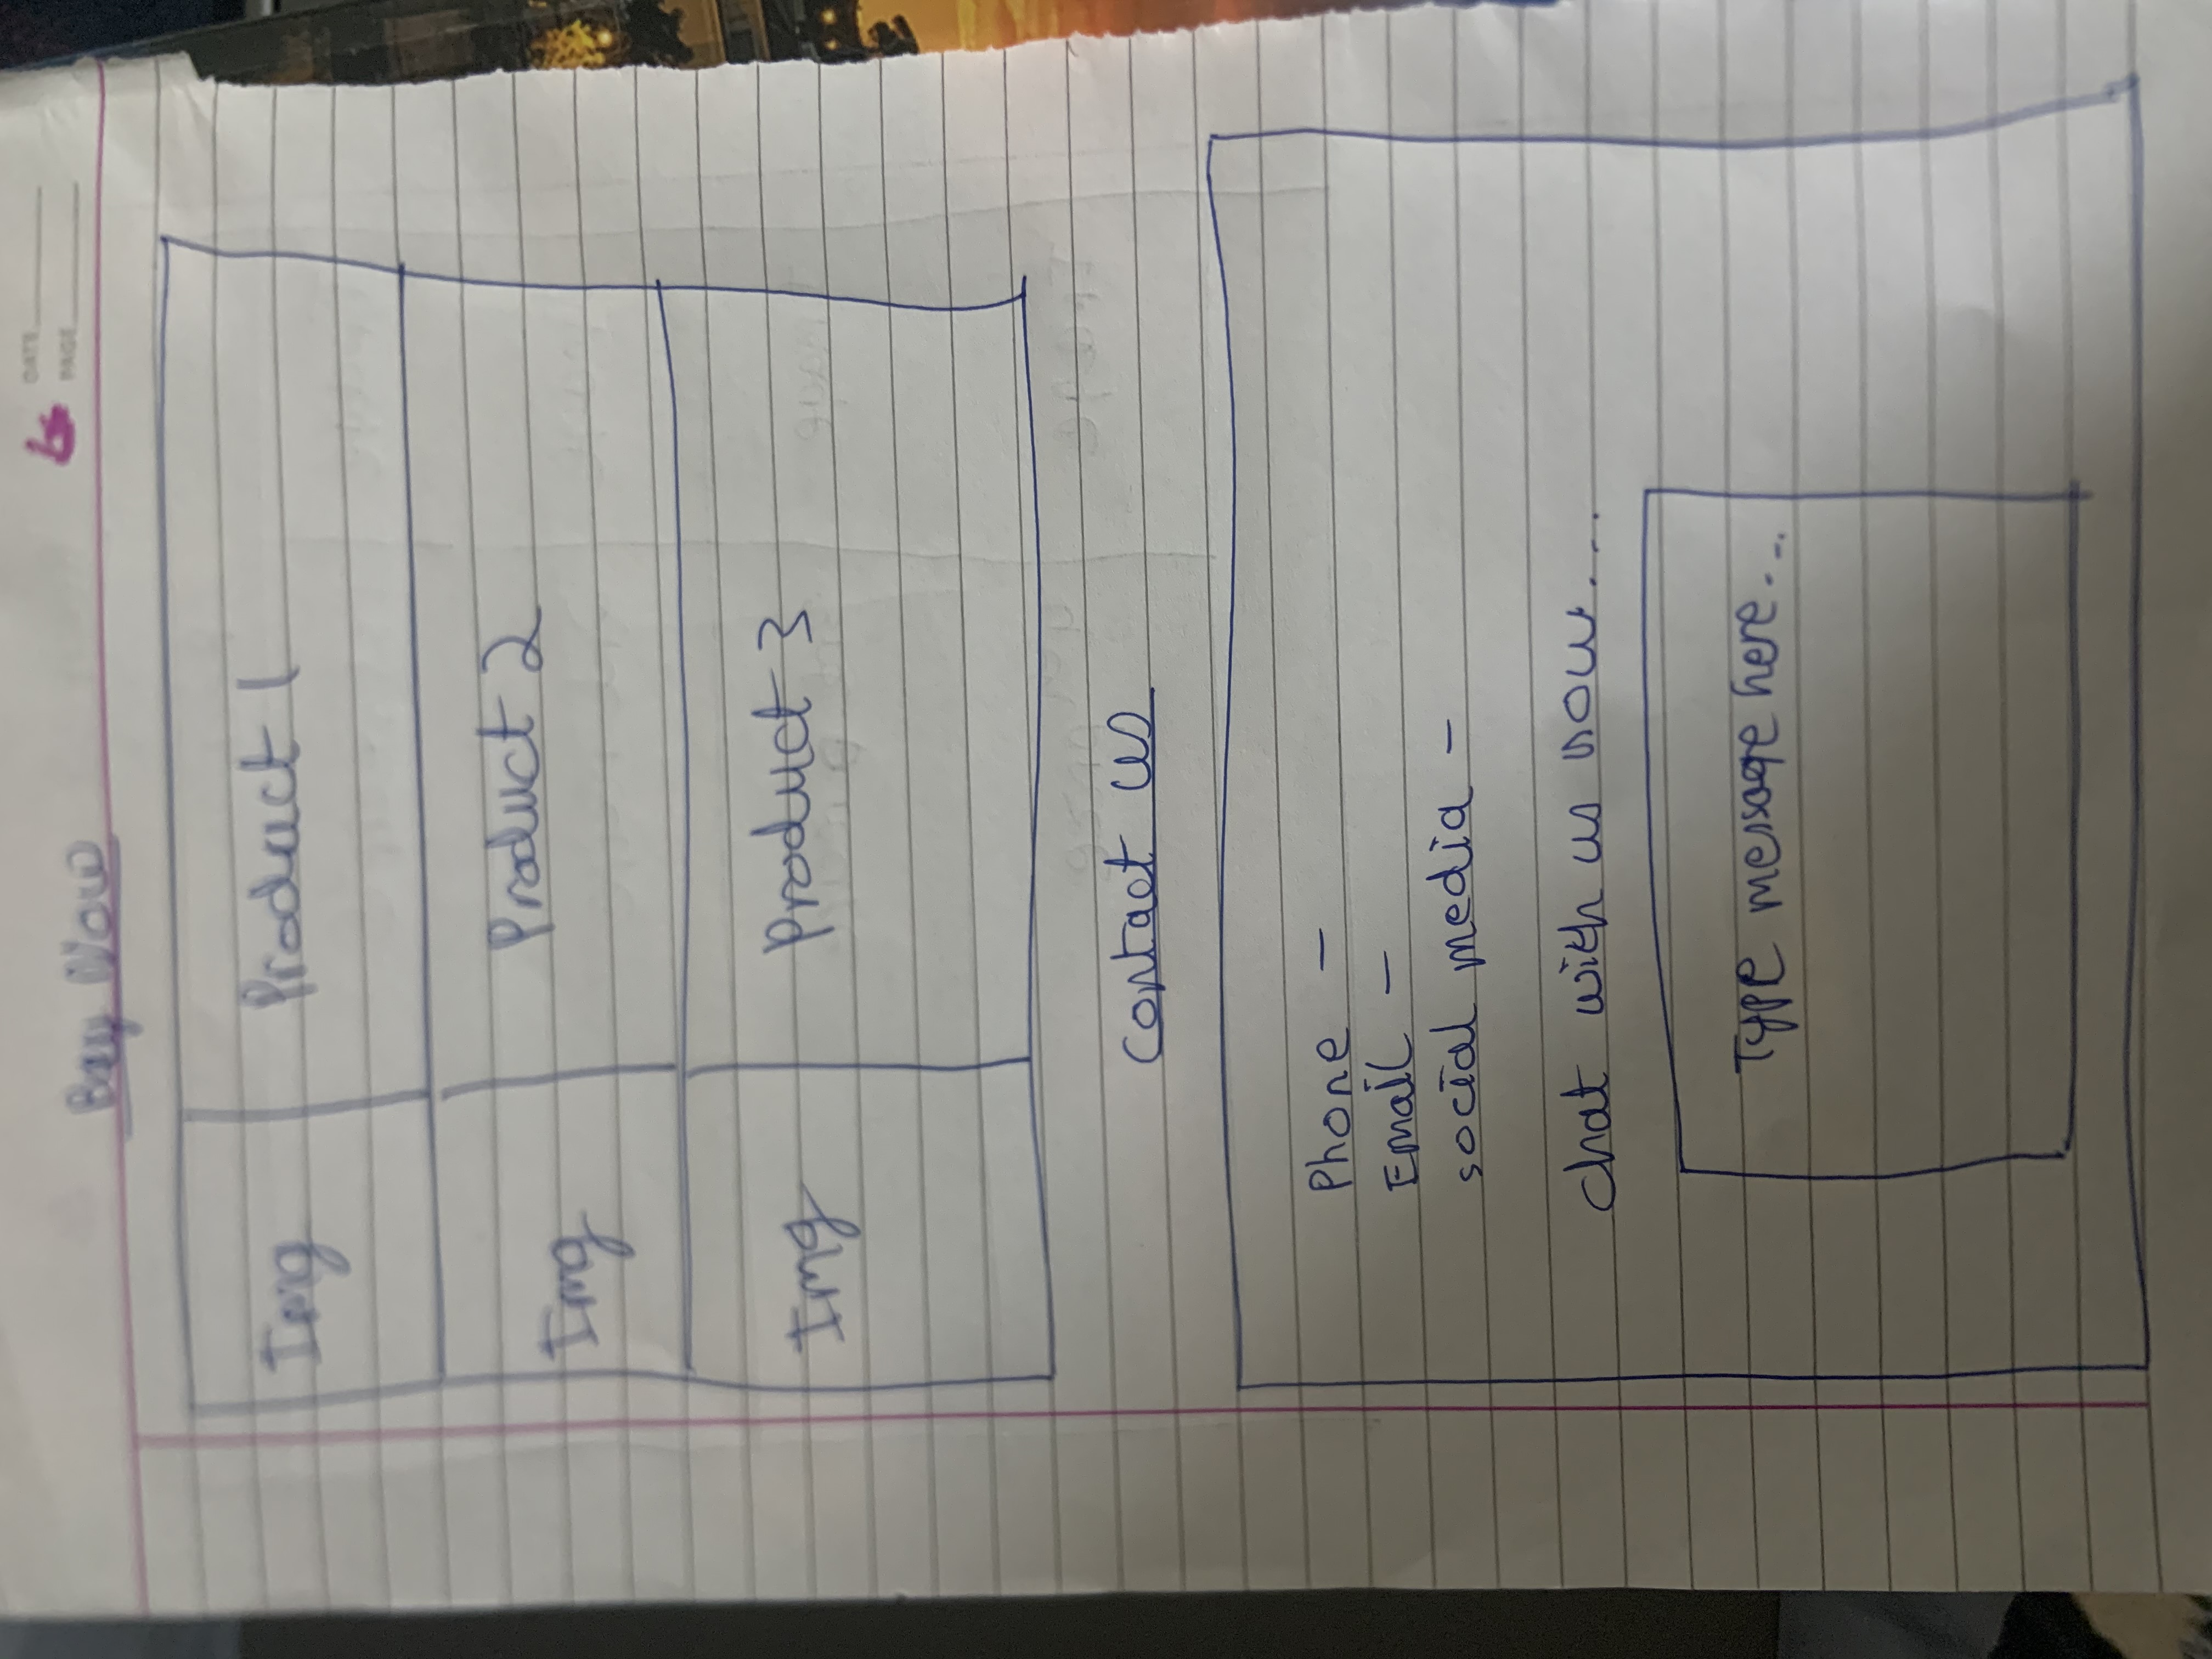 DATE
PAGE
Buy Now
Img Product 1
Img Product 2
Img Product 3
Contact us
Phone -
Email -
social media -
Chat with us now....
Type message here....